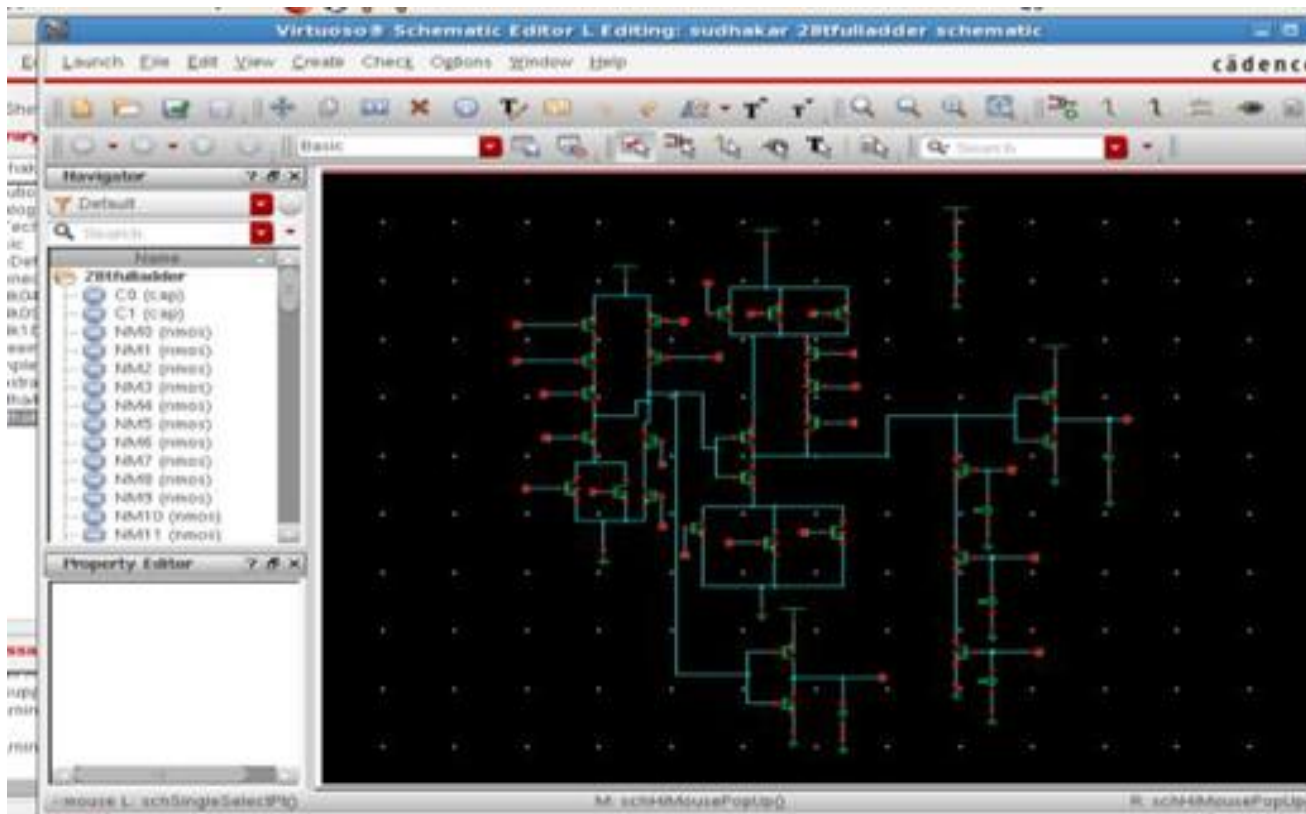 Virtuoso® Schematic Editor L Editing: sudhakar 28tfulladder schematic
Launch File Edit View Create Check Options Window Help
cādence
Basic
Search
Navigator
Default
Search
Name
28tfulladder
C0 (cap)
C1 (cap)
NM0 (nmos)
NM1 (nmos)
NM2 (nmos)
NM3 (nmos)
NM4 (nmos)
NM5 (nmos)
NM6 (nmos)
NM7 (nmos)
NM8 (nmos)
NM9 (nmos)
NM10 (nmos)
NM11 (nmos)
Property Editor
mouse L: schSingleSelectPt()
M: schHiMousePopUp()
R: schHiMousePopUp()